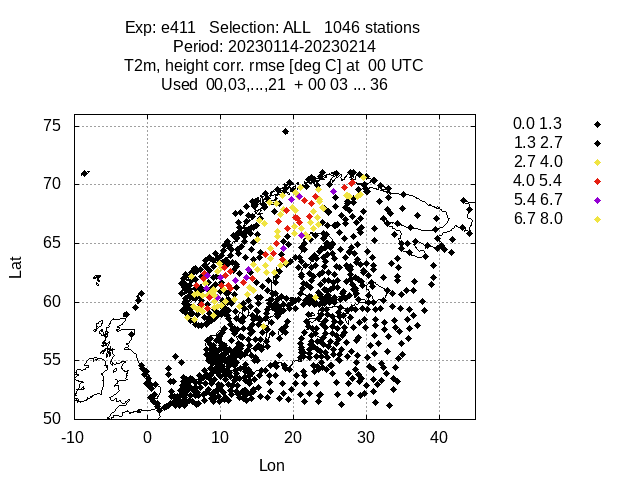 Exp: e411   Selection: ALL   1046 stations
Period: 20230114-20230214
T2m, height corr. rmse [deg C] at  00 UTC
Used  00,03,...,21  + 00 03 ... 36
0.0 1.3
1.3 2.7
2.7 4.0
4.0 5.4
5.4 6.7
6.7 8.0
75
70
65
60
55
50
Lat
-10 0 10 20 30 40
Lon